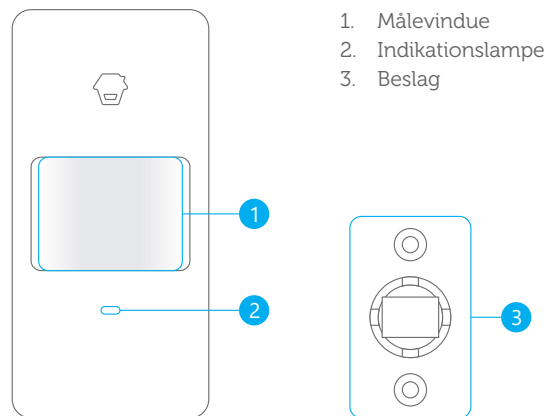 1. Målevindue
2. Indikationslampe
3. Beslag
1
2
3